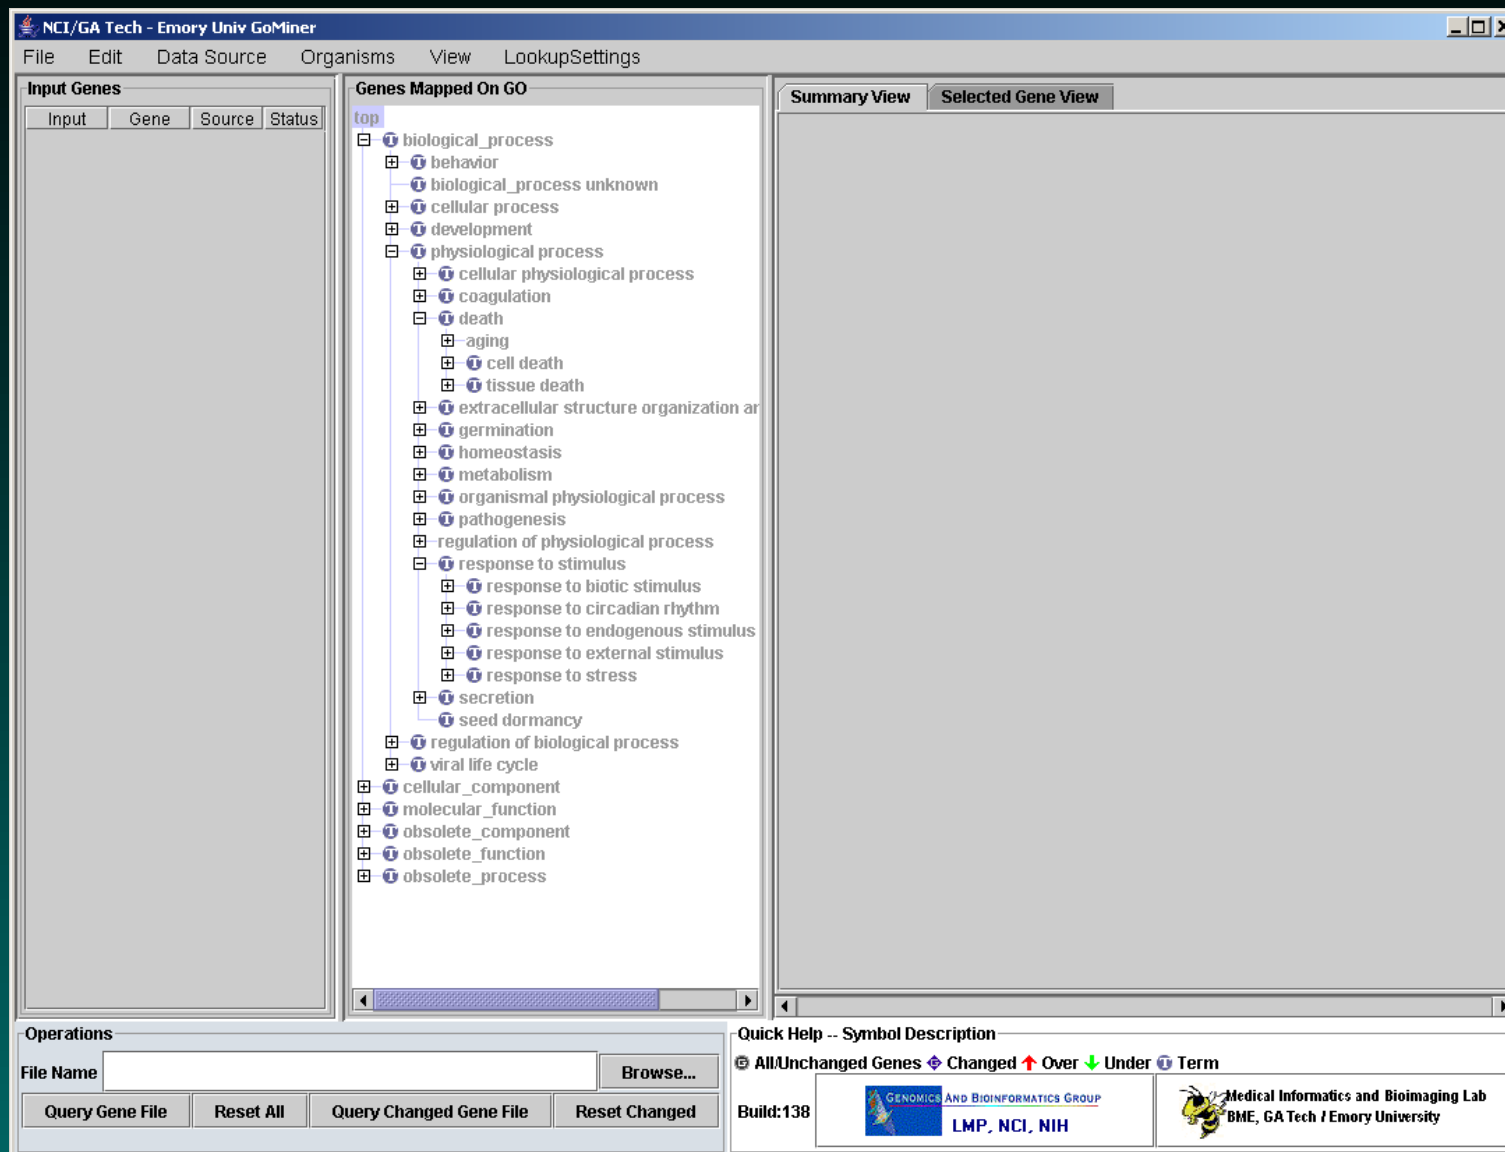 NCI/GA Tech - Emory Univ GoMiner
File Edit Data Source Organisms View LookupSettings
Input Genes
Input Gene Source Status
Genes Mapped On GO
top
biological_process
behavior
biological_process unknown
cellular process
development
physiological process
cellular physiological process
coagulation
death
aging
cell death
tissue death
extracellular structure organization ar
germination
homeostasis
metabolism
organismal physiological process
pathogenesis
regulation of physiological process
response to stimulus
response to biotic stimulus
response to circadian rhythm
response to endogenous stimulus
response to external stimulus
response to stress
secretion
seed dormancy
regulation of biological process
viral life cycle
cellular_component
molecular_function
obsolete_component
obsolete_function
obsolete_process
Summary View Selected Gene View
Operations
File Name Browse...
Query Gene File Reset All Query Changed Gene File Reset Changed
Quick Help -- Symbol Description
G All/Unchanged Genes G Changed Over Under T Term
Build:138
GENOMICS AND BIOINFORMATICS GROUP
LMP, NCI, NIH
Medical Informatics and Bioimaging Lab
BME, GA Tech / Emory University